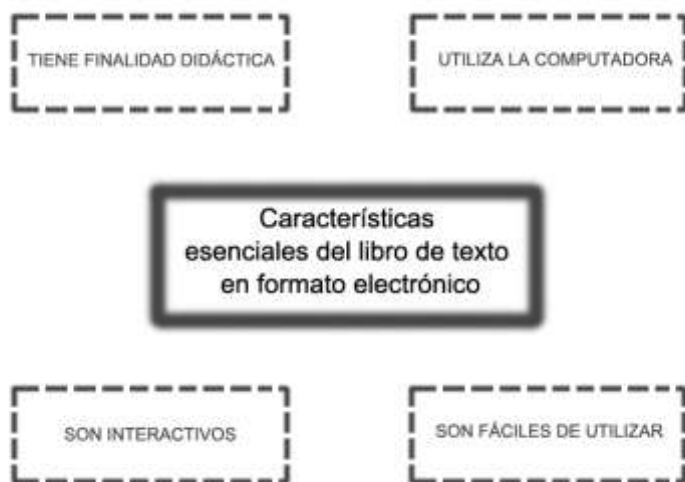 TIENE FINALIDAD DIDÁCTICA
UTILIZA LA COMPUTADORA
Características
esenciales del libro de texto
en formato electrónico
SON INTERACTIVOS
SON FÁCILES DE UTILIZAR